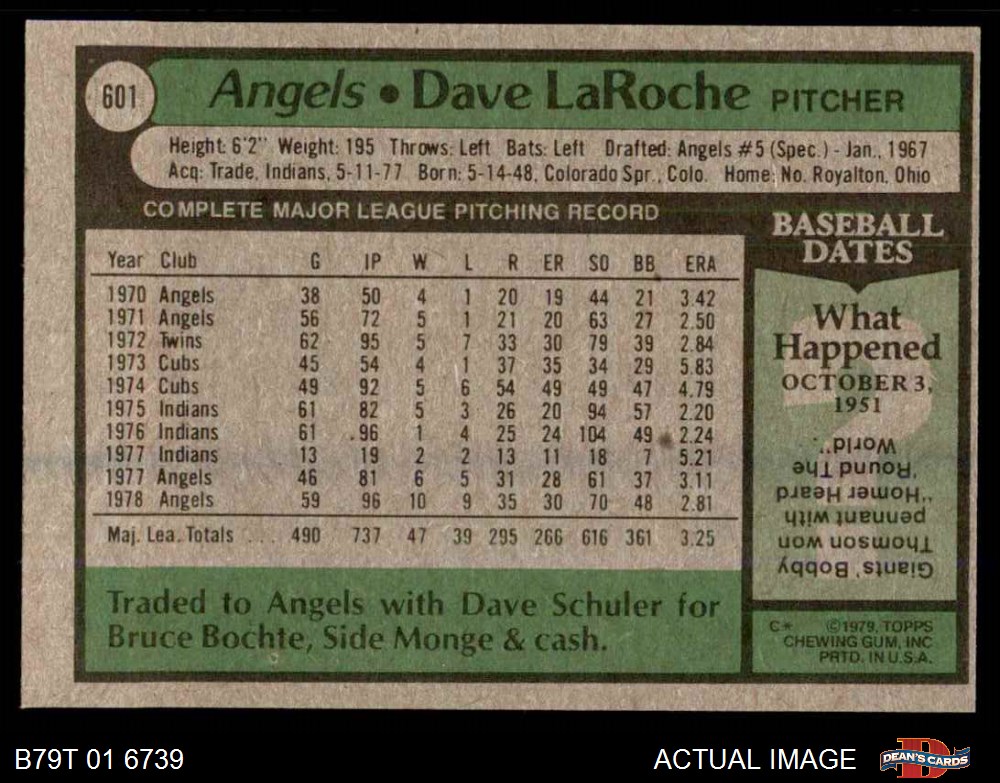 601
Angels • Dave LaRoche PITCHER
Height: 6'2" Weight: 195 Throws: Left Bats: Left Drafted: Angels #5 (Spec.) - Jan., 1967
Acq: Trade, Indians, 5-11-77 Born: 5-14-48, Colorado Spr., Colo. Home: No. Royalton, Ohio
COMPLETE MAJOR LEAGUE PITCHING RECORD
Year Club G IP W L R ER SO BB ERA
1970 Angels 38 50 4 1 20 19 44 21 3.42
1971 Angels 56 72 5 1 21 20 63 27 2.50
1972 Twins 62 95 5 7 33 30 79 39 2.84
1973 Cubs 45 54 4 1 37 35 34 29 5.83
1974 Cubs 49 92 5 6 54 49 49 47 4.79
1975 Indians 61 82 5 3 26 20 94 57 2.20
1976 Indians 61 96 1 4 25 24 104 49 2.24
1977 Indians 13 19 2 2 13 11 18 7 5.21
1977 Angels 46 81 6 5 31 28 61 37 3.11
1978 Angels 59 96 10 9 35 30 70 48 2.81
Maj. Lea. Totals ... 490 737 47 39 295 266 616 361 3.25
Traded to Angels with Dave Schuler for
Bruce Bochte, Side Monge & cash.
BASEBALL
DATES
What
Happened
OCTOBER 3,
1951
Giants' Bobby
Thomson won
pennant with
"Homer Heard
'Round The
World".
C* ©1979, TOPPS
CHEWING GUM, INC
PRTD. IN U.S.A.
B79T 01 6739
ACTUAL IMAGE
DEAN'S CARDS